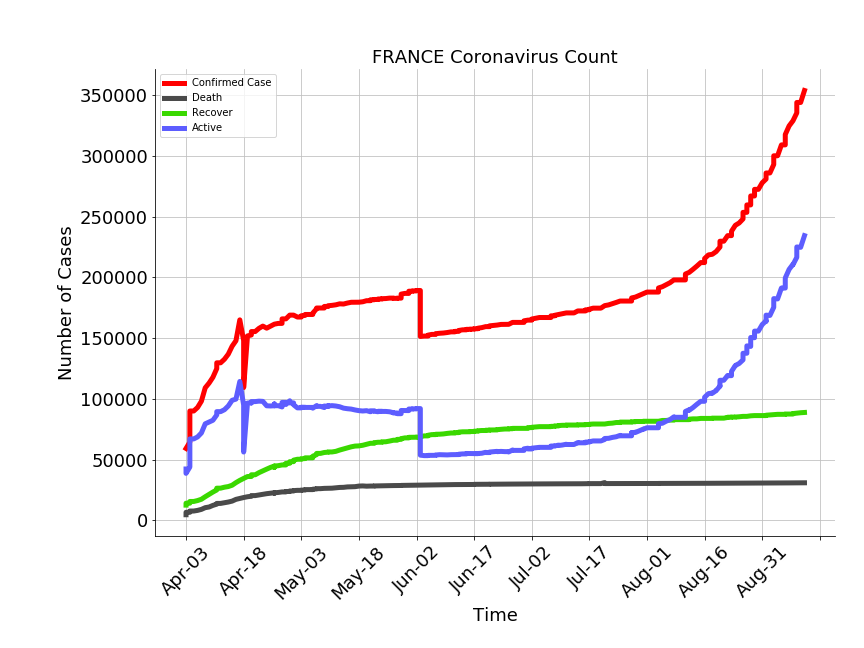 FRANCE Coronavirus Count
Confirmed Case
Death
Recover
Active
350000
300000
250000
200000
150000
100000
50000
0
Number of Cases
Apr-03
Apr-18
May-03
May-18
Jun-02
Jun-17
Jul-02
Jul-17
Aug-01
Aug-16
Aug-31
Time